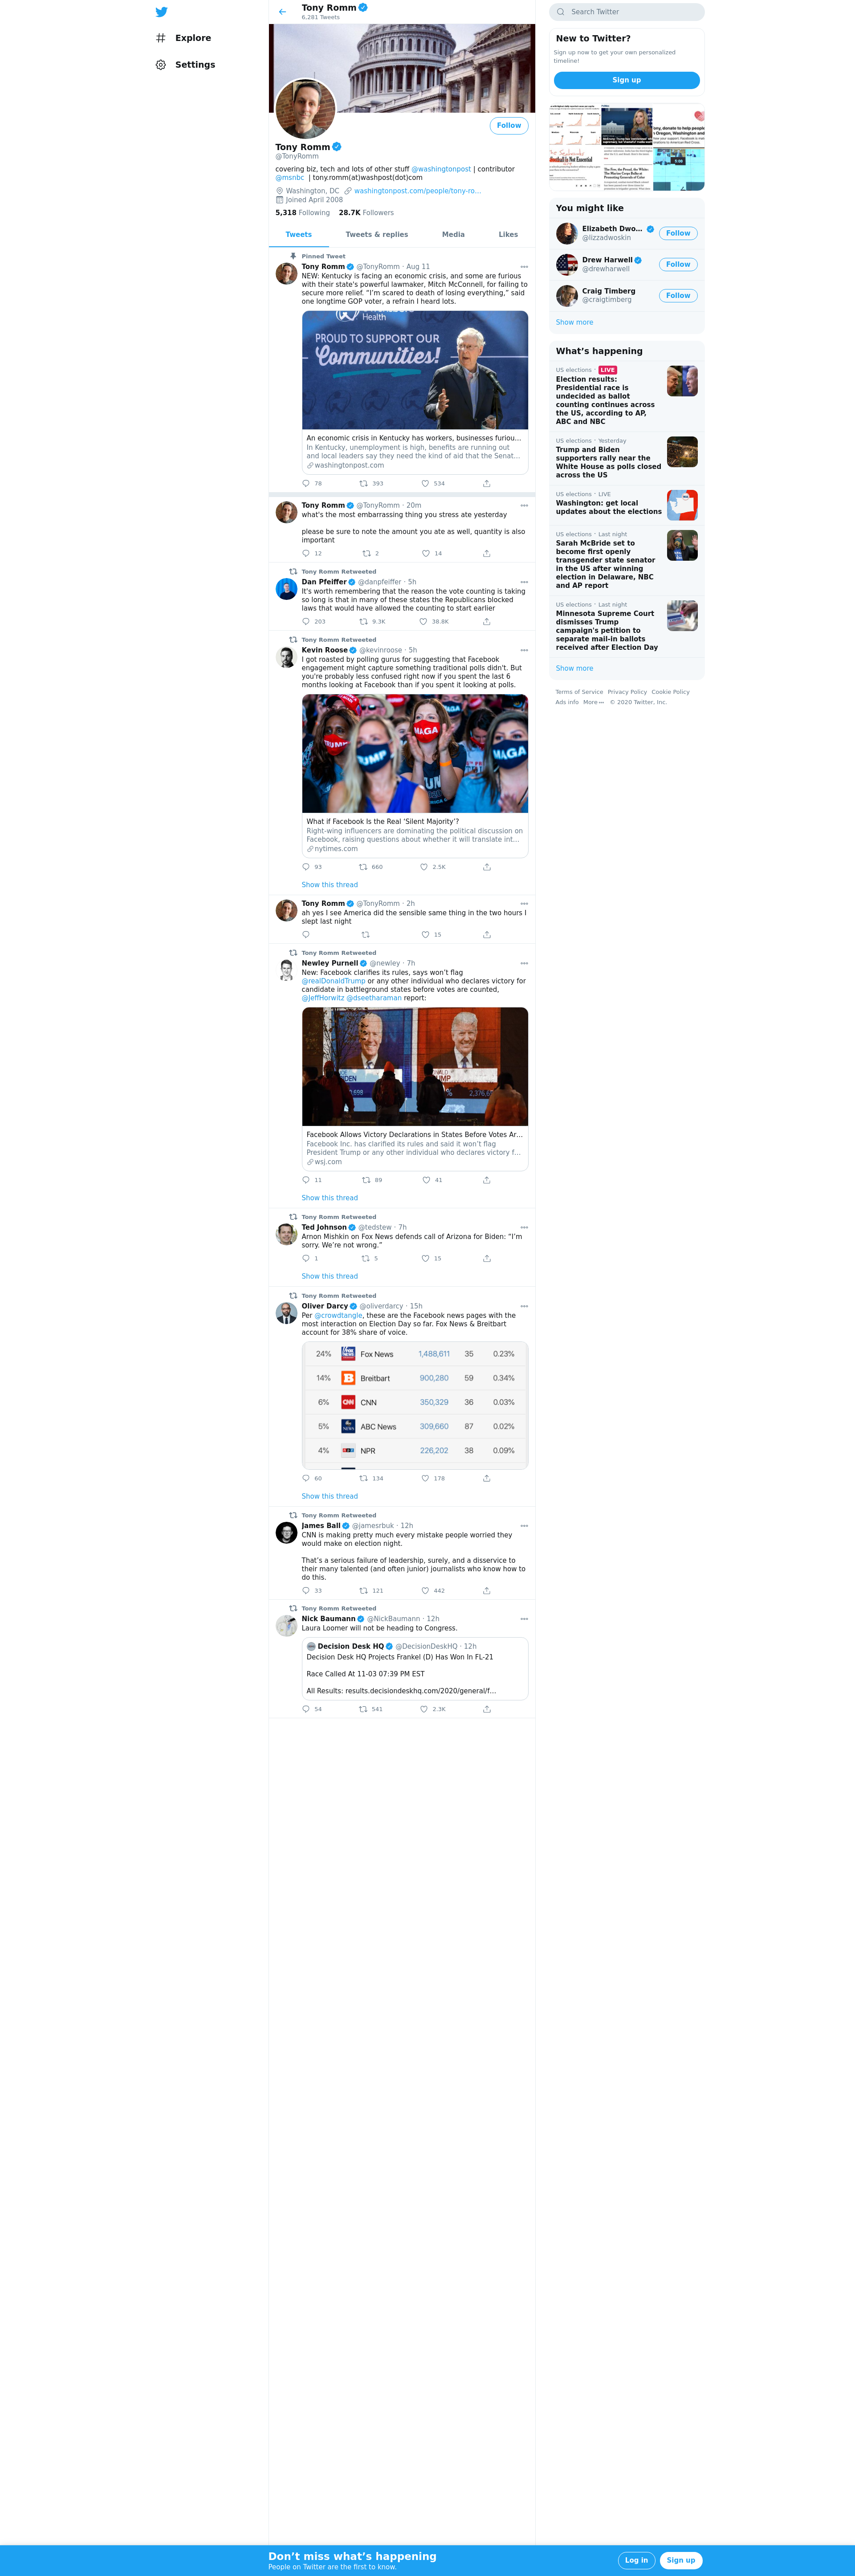 Explore
Settings
Tony Romm
6,281 Tweets
Follow
Tony Romm
@TonyRomm
covering biz, tech and lots of other stuff @washingtonpost | contributor
@msnbc | tony.romm(at)washpost(dot)com
Washington, DC washingtonpost.com/people/tony-ro…
Joined April 2008
5,318 Following 28.7K Followers
Tweets Tweets & replies Media Likes
Pinned Tweet
Tony Romm @TonyRomm · Aug 11
NEW: Kentucky is facing an economic crisis, and some are furious
with their state's powerful lawmaker, Mitch McConnell, for failing to
secure more relief. “I'm scared to death of losing everything,” said
one longtime GOP voter, a refrain I heard lots.
Health
PROUD TO SUPPORT OUR
Communities!
An economic crisis in Kentucky has workers, businesses furiou…
In Kentucky, unemployment is high, benefits are running out
and local leaders say they need the kind of aid that the Senat…
washingtonpost.com
78 393 534
Tony Romm @TonyRomm · 20m
what's the most embarrassing thing you stress ate yesterday
please be sure to note the amount you ate as well, quantity is also
important
12 2 14
Tony Romm Retweeted
Dan Pfeiffer @danpfeiffer · 5h
It's worth remembering that the reason the vote counting is taking
so long is that in many of these states the Republicans blocked
laws that would have allowed the counting to start earlier
203 9.3K 38.8K
Tony Romm Retweeted
Kevin Roose @kevinroose · 5h
I got roasted by polling gurus for suggesting that Facebook
engagement might capture something traditional polls didn't. But
you're probably less confused right now if you spent the last 6
months looking at Facebook than if you spent it looking at polls.
TRUMP
MAGA
TRUMP
MAGA
What if Facebook Is the Real ‘Silent Majority’?
Right-wing influencers are dominating the political discussion on
Facebook, raising questions about whether it will translate int…
nytimes.com
93 660 2.5K
Show this thread
Tony Romm @TonyRomm · 2h
ah yes I see America did the sensible same thing in the two hours I
slept last night
15
Tony Romm Retweeted
Newley Purnell @newley · 7h
New: Facebook clarifies its rules, says won’t flag
@realDonaldTrump or any other individual who declares victory for
candidate in battleground states before votes are counted,
@JeffHorwitz @dseetharaman report:
Facebook Allows Victory Declarations in States Before Votes Ar…
Facebook Inc. has clarified its rules and said it won’t flag
President Trump or any other individual who declares victory f…
wsj.com
11 89 41
Show this thread
Tony Romm Retweeted
Ted Johnson @tedstew · 7h
Arnon Mishkin on Fox News defends call of Arizona for Biden: “I’m
sorry. We’re not wrong.”
1 5 15
Show this thread
Tony Romm Retweeted
Oliver Darcy @oliverdarcy · 15h
Per @crowdtangle, these are the Facebook news pages with the
most interaction on Election Day so far. Fox News & Breitbart
account for 38% share of voice.
24% Fox News 1,488,611 35 0.23%
14% Breitbart 900,280 59 0.34%
6% CNN 350,329 36 0.03%
5% ABC News 309,660 87 0.02%
4% NPR 226,202 38 0.09%
60 134 178
Show this thread
Tony Romm Retweeted
James Ball @jamesrbuk · 12h
CNN is making pretty much every mistake people worried they
would make on election night.
That’s a serious failure of leadership, surely, and a disservice to
their many talented (and often junior) journalists who know how to
do this.
33 121 442
Tony Romm Retweeted
Nick Baumann @NickBaumann · 12h
Laura Loomer will not be heading to Congress.
Decision Desk HQ @DecisionDeskHQ · 12h
Decision Desk HQ Projects Frankel (D) Has Won In FL-21
Race Called At 11-03 07:39 PM EST
All Results: results.decisiondeskhq.com/2020/general/f…
54 541 2.3K
Search Twitter
New to Twitter?
Sign up now to get your own personalized
timeline!
Sign up
You might like
Elizabeth Dwo…
@lizzadwoskin
Follow
Drew Harwell
@drewharwell
Follow
Craig Timberg
@craigtimberg
Follow
Show more
What’s happening
US elections · LIVE
Election results:
Presidential race is
undecided as ballot
counting continues across
the US, according to AP,
ABC and NBC
US elections · Yesterday
Trump and Biden
supporters rally near the
White House as polls closed
across the US
US elections · LIVE
Washington: get local
updates about the elections
US elections · Last night
Sarah McBride set to
become first openly
transgender state senator
in the US after winning
election in Delaware, NBC
and AP report
US elections · Last night
Minnesota Supreme Court
dismisses Trump
campaign's petition to
separate mail-in ballots
received after Election Day
Show more
Terms of Service Privacy Policy Cookie Policy
Ads info More © 2020 Twitter, Inc.
Don’t miss what’s happening
People on Twitter are the first to know.
Log in
Sign up